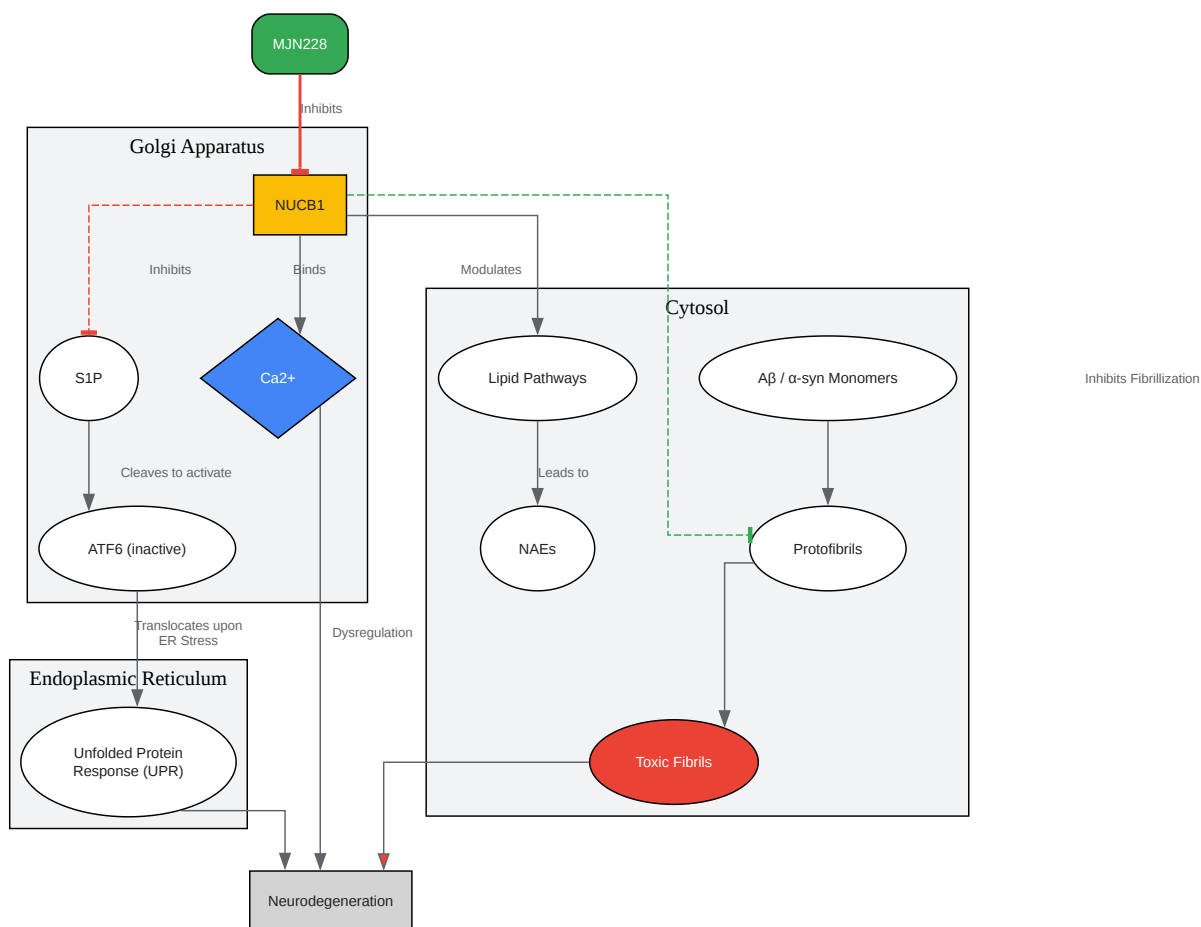 MJN228
Inhibits
Golgi Apparatus
NUCB1
Inhibits
Binds
Modulates
Cytosol
S1P
Ca2+
Lipid Pathways
Aβ / α-syn Monomers
Inhibits Fibrillization
Cleaves to activate
Leads to
ATF6 (inactive)
NAEs
Protofibrils
Translocates upon
ER Stress
Dysregulation
Endoplasmic Reticulum
Unfolded Protein
Response (UPR)
Toxic Fibrils
Neurodegeneration